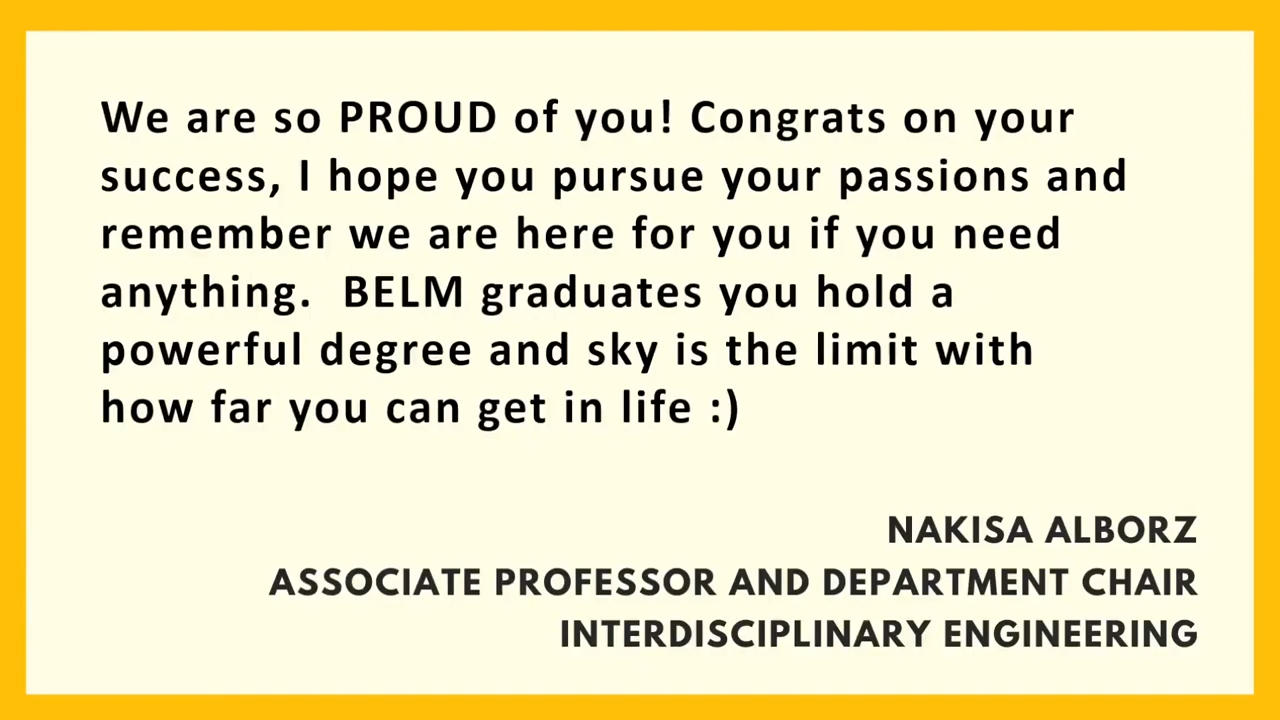 We are so PROUD of you! Congrats on your
success, I hope you pursue your passions and
remember we are here for you if you need
anything.  BELM graduates you hold a
powerful degree and sky is the limit with
how far you can get in life :)
NAKISA ALBORZ
ASSOCIATE PROFESSOR AND DEPARTMENT CHAIR
INTERDISCIPLINARY ENGINEERING